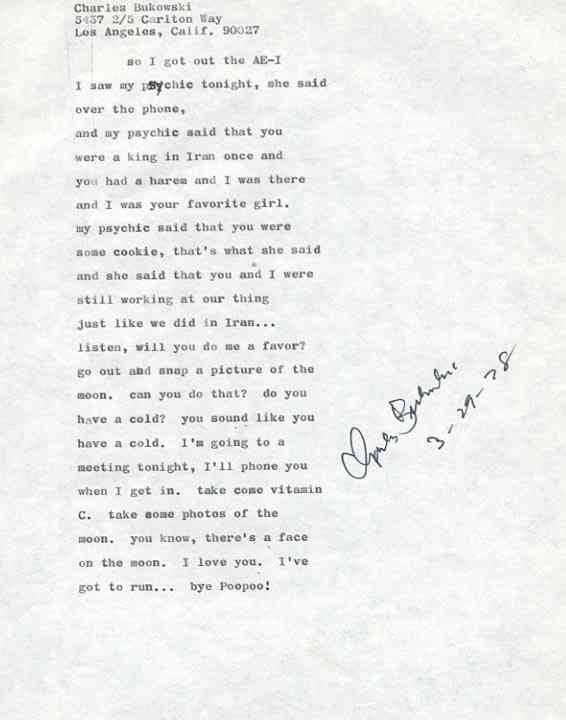 Charles Bukowski
5437 2/5 Carlton Way
Los Angeles, Calif. 90027
so I got out the AE-I
I saw my psychic tonight, she said
over the phone,
and my psychic said that you
were a king in Iran once and
you had a harem and I was there
and I was your favorite girl.
my psychic said that you were
some cookie, that's what she said
and she said that you and I were
still working at our thing
just like we did in Iran...
listen, will you do me a favor?
go out and snap a picture of the
moon. can you do that? do you
have a cold? you sound like you
have a cold. I'm going to a
meeting tonight, I'll phone you
when I get in. take come vitamin
C. take some photos of the
moon. you know, there's a face
on the moon. I love you. I've
got to run... bye Poopoo!
Charles Bukowski
3-29-78